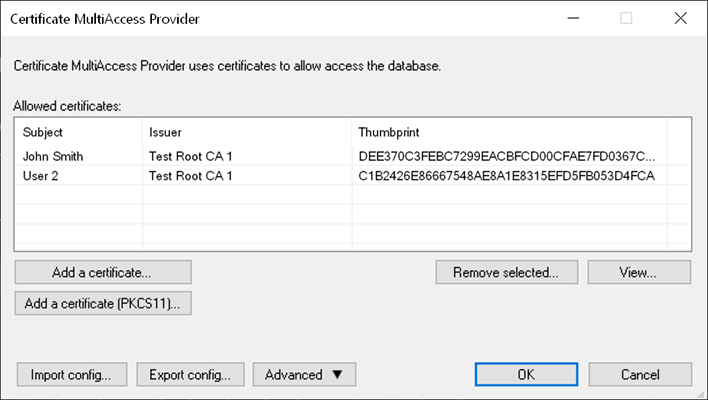 Certificate MultiAccess Provider
Certificate MultiAccess Provider uses certificates to allow access the database.
Allowed certificates:
Subject Issuer Thumbprint
John Smith Test Root CA 1 DEE370C3FEBC7299EACBFCD00CFAE7FD0367C...
User 2 Test Root CA 1 C1B2426E86667548AE8A1E8315EFD5FB053D4FCA
Add a certificate... Remove selected... View...
Add a certificate (PKCS11)...
Import config... Export config... Advanced ▼ OK Cancel